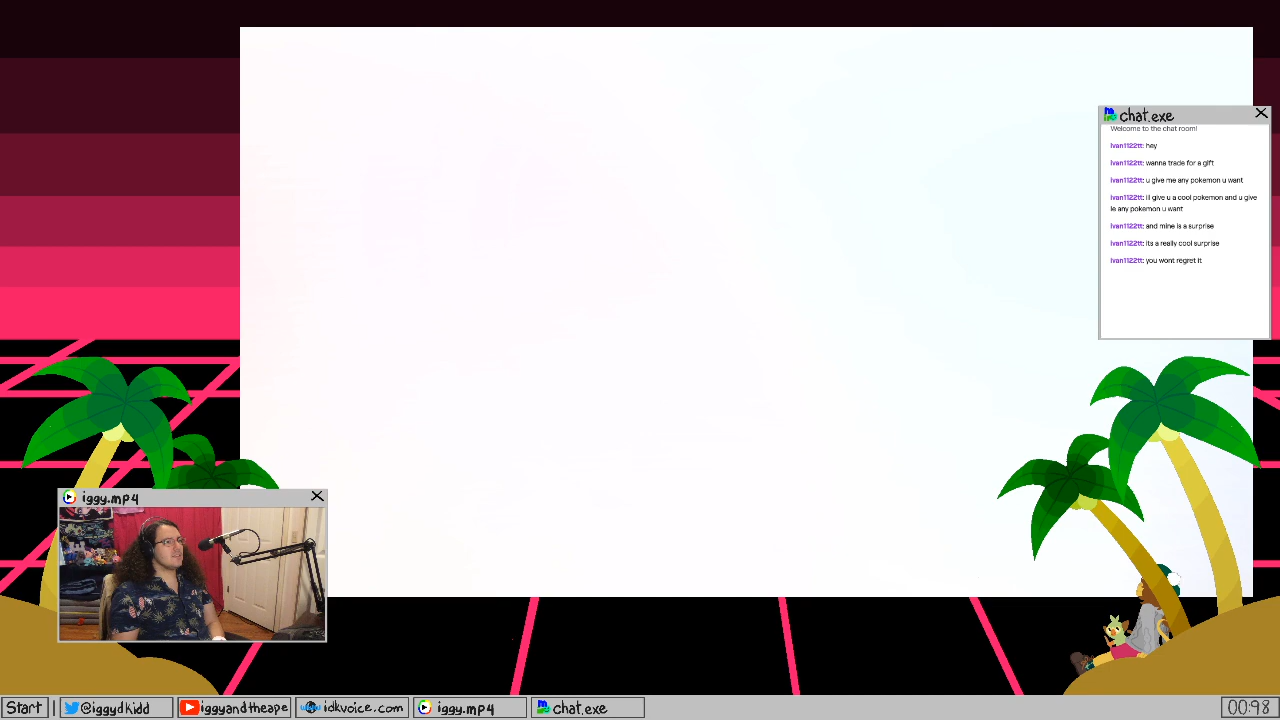 chat.exe
Welcome to the chat room!
ivan1122tt: hey
ivan1122tt: wanna trade for a gift
ivan1122tt: u give me any pokemon u want
ivan1122tt: ill give u a cool pokemon and u give
le any pokemon u want
ivan1122tt: and mine is a surprise
ivan1122tt: its a really cool surprise
ivan1122tt: you wont regret it
iggy.mp4
Start | @iggydkidd iggyandtheape idkvoice.com iggy.mp4 chat.exe 00:98